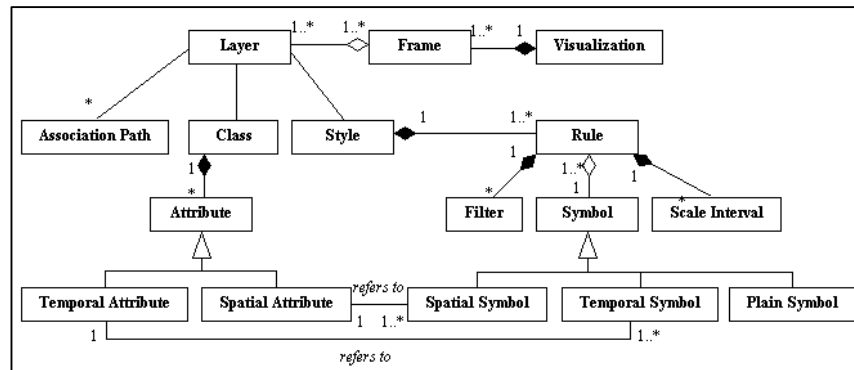 1..* 1..* 1..* 1
Layer Frame Visualization
*
1 1..*
Association Path Class Style Rule
1 1 1..* 1
* * 1 *
Attribute Filter Symbol Scale Interval
refers to
Temporal Attribute Spatial Attribute Spatial Symbol Temporal Symbol Plain Symbol
1 1 1..* 1..*
refers to